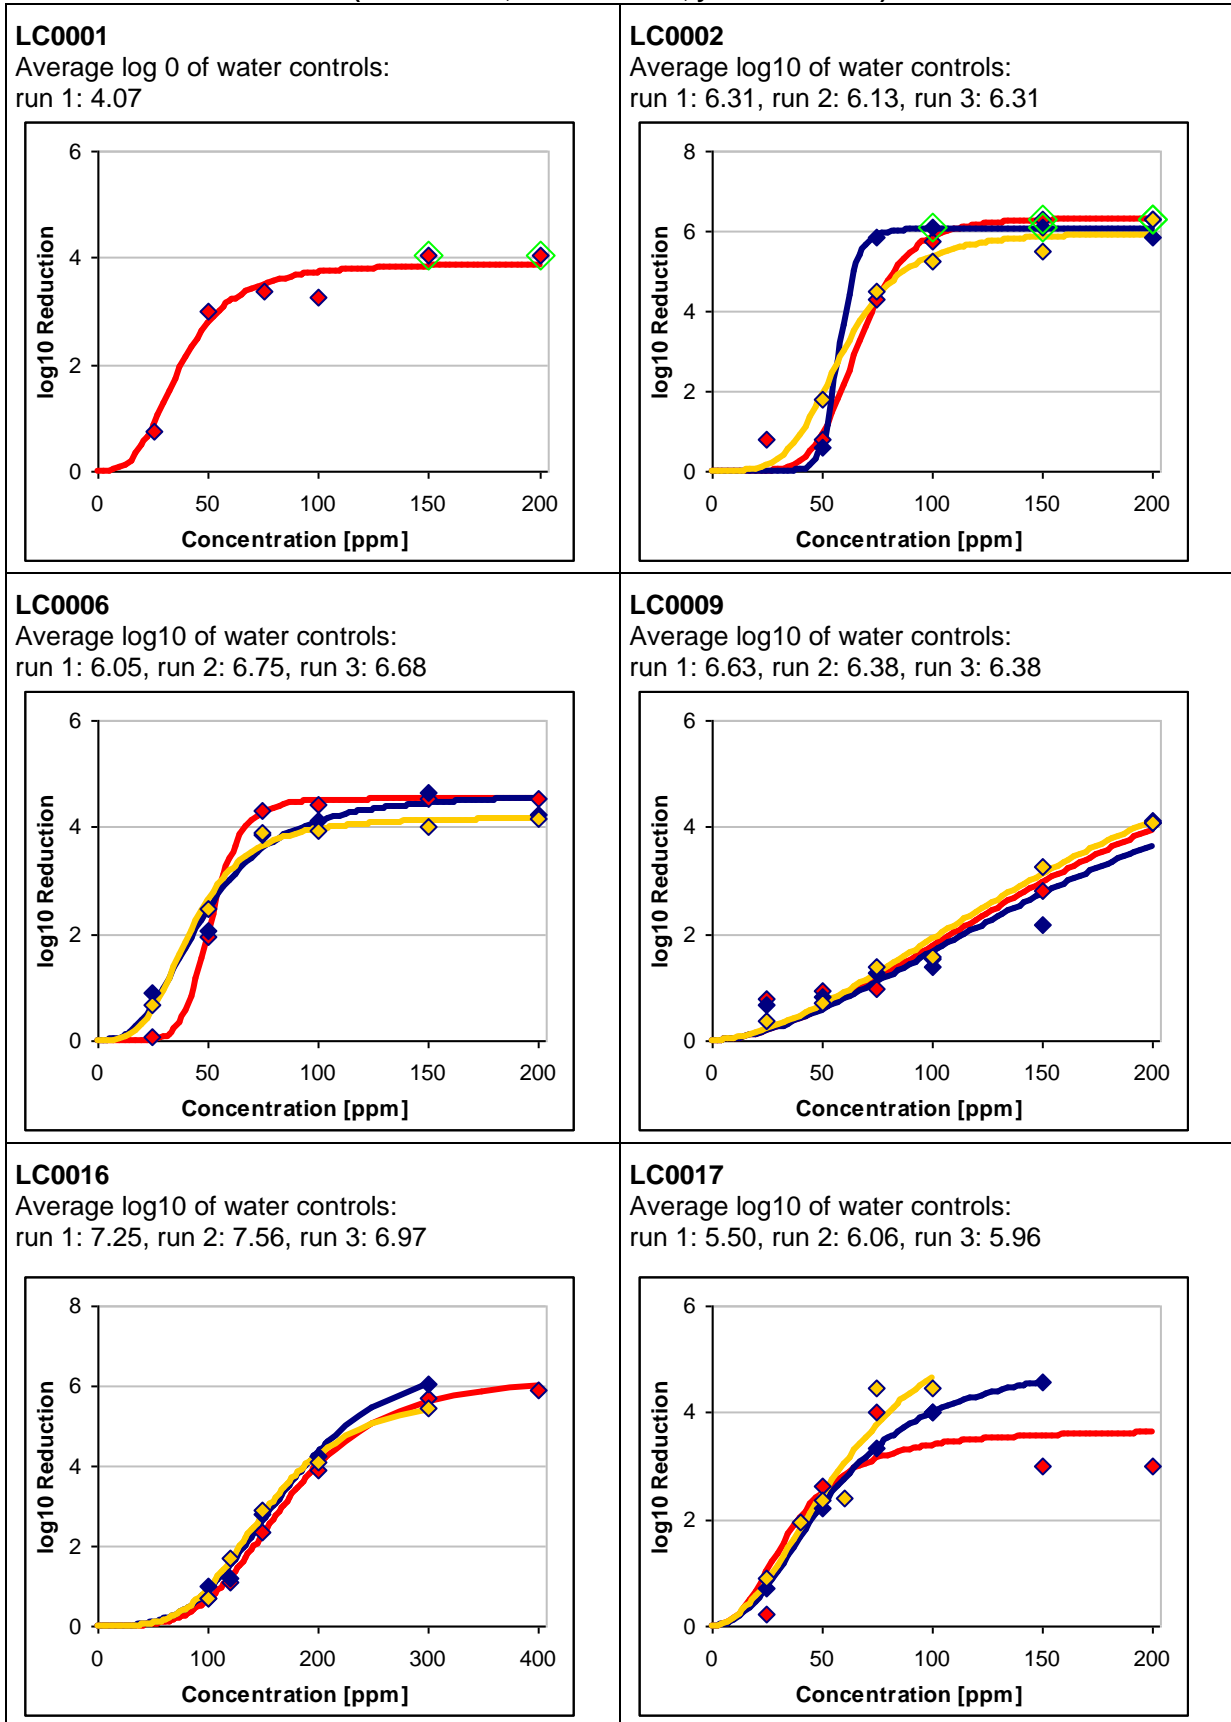 LC0001
Average log 0 of water controls:
run 1: 4.07
6
4
2
0
log10 Reduction
0 50 100 150 200
Concentration [ppm]
LC0002
Average log10 of water controls:
run 1: 6.31, run 2: 6.13, run 3: 6.31
8
6
4
2
0
log10 Reduction
0 50 100 150 200
Concentration [ppm]
LC0006
Average log10 of water controls:
run 1: 6.05, run 2: 6.75, run 3: 6.68
6
4
2
0
log10 Reduction
0 50 100 150 200
Concentration [ppm]
LC0009
Average log10 of water controls:
run 1: 6.63, run 2: 6.38, run 3: 6.38
6
4
2
0
log10 Reduction
0 50 100 150 200
Concentration [ppm]
LC0016
Average log10 of water controls:
run 1: 7.25, run 2: 7.56, run 3: 6.97
8
6
4
2
0
log10 Reduction
0 100 200 300 400
Concentration [ppm]
LC0017
Average log10 of water controls:
run 1: 5.50, run 2: 6.06, run 3: 5.96
6
4
2
0
log10 Reduction
0 50 100 150 200
Concentration [ppm]